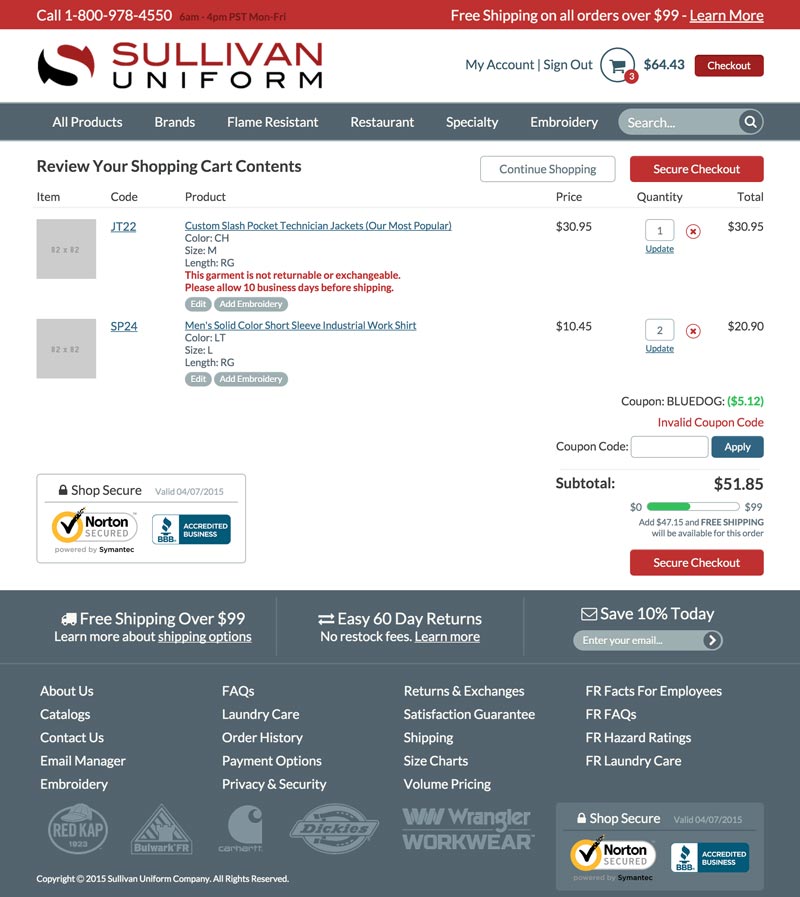 Call 1-800-978-4550 6am - 4pm PST Mon-Fri
Free Shipping on all orders over $99 - Learn More
SULLIVAN
UNIFORM
My Account | Sign Out 3 $64.43 Checkout
All Products Brands Flame Resistant Restaurant Specialty Embroidery Search...
Review Your Shopping Cart Contents
Continue Shopping Secure Checkout
Item Code Product Price Quantity Total
82 x 82
JT22
Custom Slash Pocket Technician Jackets (Our Most Popular)
Color: CH
Size: M
Length: RG
This garment is not returnable or exchangeable.
Please allow 10 business days before shipping.
Edit Add Embroidery
$30.95 1 $30.95
Update
82 x 82
SP24
Men's Solid Color Short Sleeve Industrial Work Shirt
Color: LT
Size: L
Length: RG
Edit Add Embroidery
$10.45 2 $20.90
Update
Coupon: BLUEDOG: ($5.12)
Invalid Coupon Code
Coupon Code: Apply
Subtotal: $51.85
$0 $99
Add $47.15 and FREE SHIPPING
will be available for this order
Secure Checkout
Shop Secure Valid 04/07/2015
Norton
SECURED
powered by Symantec
BBB.
ACCREDITED
BUSINESS
Free Shipping Over $99
Learn more about shipping options
Easy 60 Day Returns
No restock fees. Learn more
Save 10% Today
Enter your email...
About Us FAQs Returns & Exchanges FR Facts For Employees
Catalogs Laundry Care Satisfaction Guarantee FR FAQs
Contact Us Order History Shipping FR Hazard Ratings
Email Manager Payment Options Size Charts FR Laundry Care
Embroidery Privacy & Security Volume Pricing
RED KAP
1923
Bulwark FR
carhartt
Dickies
Wrangler
WORKWEAR
Shop Secure Valid 04/07/2015
Norton
SECURED
powered by Symantec
BBB.
ACCREDITED
BUSINESS
Copyright © 2015 Sullivan Uniform Company. All Rights Reserved.